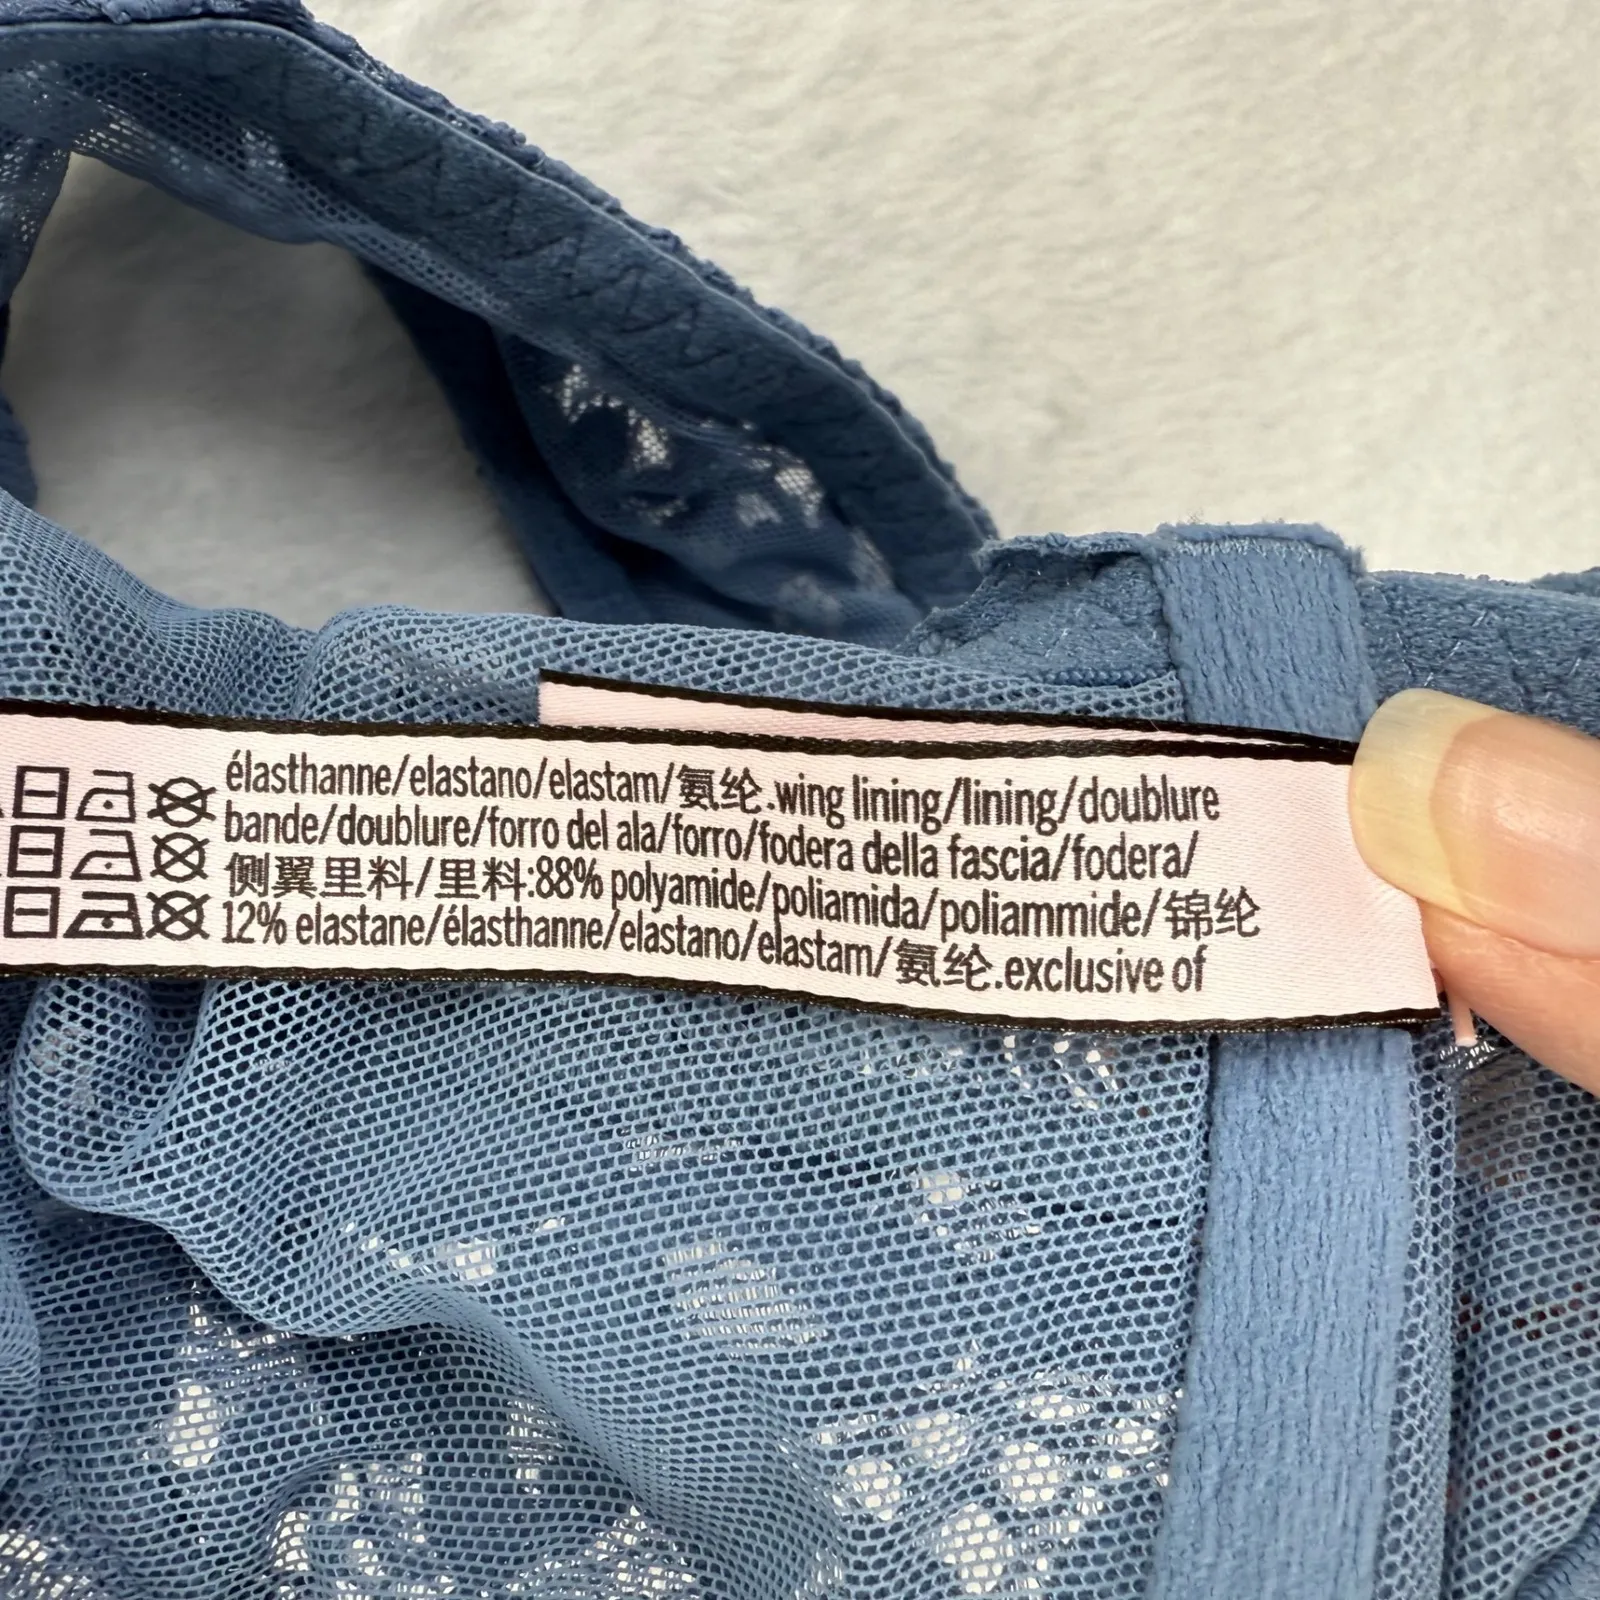 élasthanne/elastano/elastam/氨纶.wing lining/lining/doublure
bande/doublure/forro del ala/forro/fodera della fascia/fodera/
侧翼里料/里料:88% polyamide/poliamida/poliammide/锦纶
12% elastane/élasthanne/elastano/elastam/氨纶.exclusive of